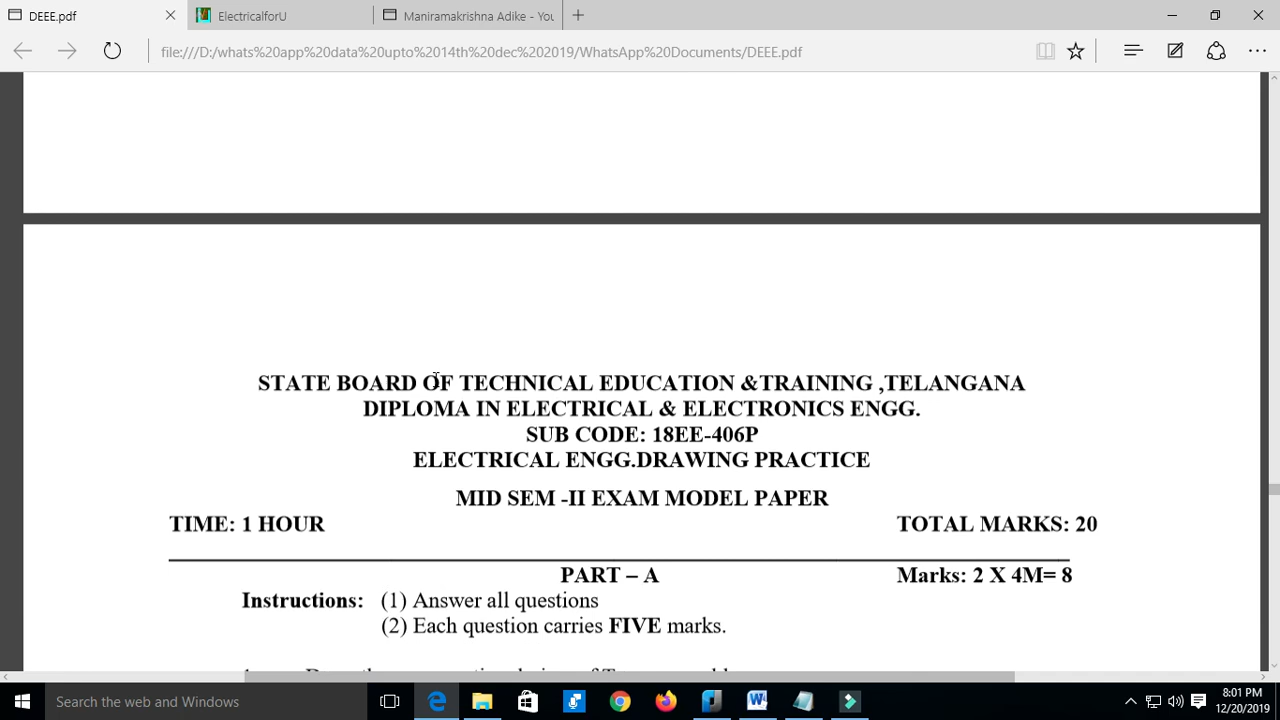 DEEE.pdf
ElectricalforU
Maniramakrishna Adike - You
file:///D:/whats%20app%20data%20upto%2014th%20dec%202019/WhatsApp%20Documents/DEEE.pdf
STATE BOARD OF TECHNICAL EDUCATION &TRAINING ,TELANGANA
DIPLOMA IN ELECTRICAL & ELECTRONICS ENGG.
SUB CODE: 18EE-406P
ELECTRICAL ENGG.DRAWING PRACTICE
MID SEM -II EXAM MODEL PAPER
TIME: 1 HOUR TOTAL MARKS: 20
PART – A Marks: 2 X 4M= 8
Instructions: (1) Answer all questions
(2) Each question carries FIVE marks.
Search the web and Windows
8:01 PM
12/20/2019